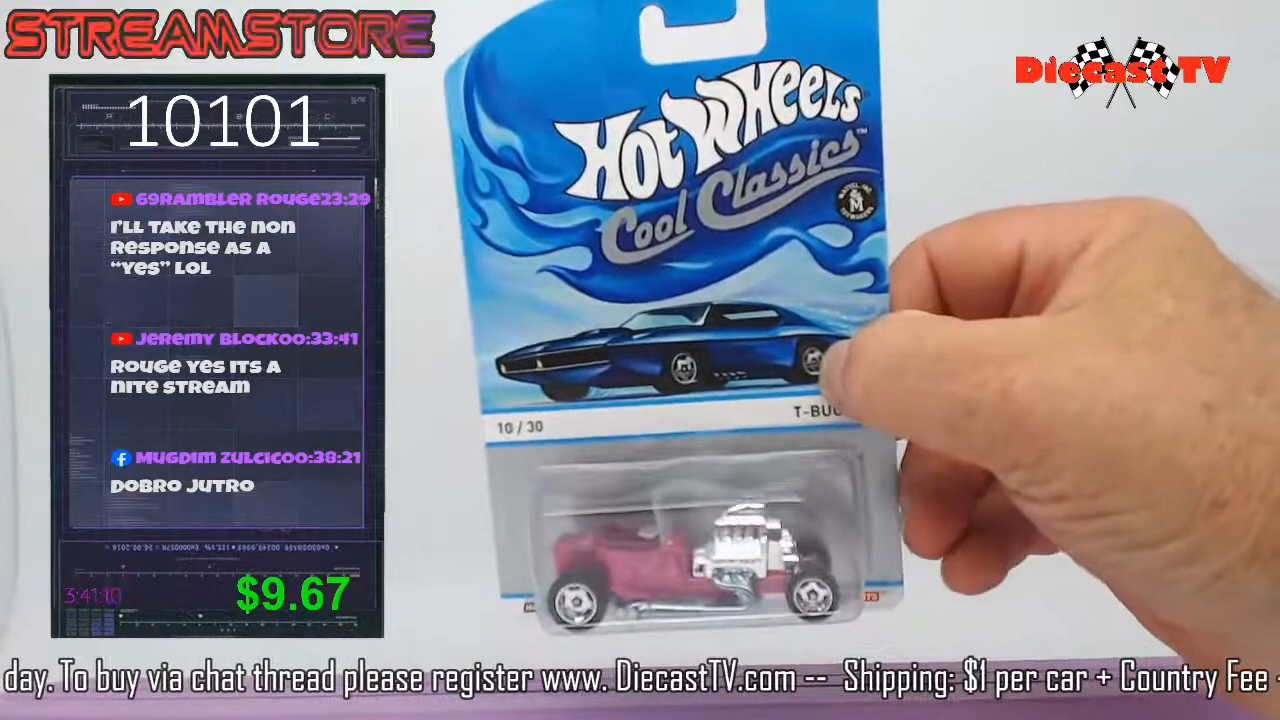 STREAMSTORE
Diecast TV
10101
69Rambler Rouge23:29
I'LL TAKE THE NON
RESPONSE AS A
"YES" LOL
Jeremy Block00:33:41
ROUGE YES ITS A
NITE STREAM
Mugdim Zulcic00:38:21
DOBRO JUTRO
3:41:10
$9.67
HOT WHEELS
Cool Classics™
10/30
T-BUC
day. To buy via chat thread please register www. DiecastTV.com -- Shipping: $1 per car + Country Fee -